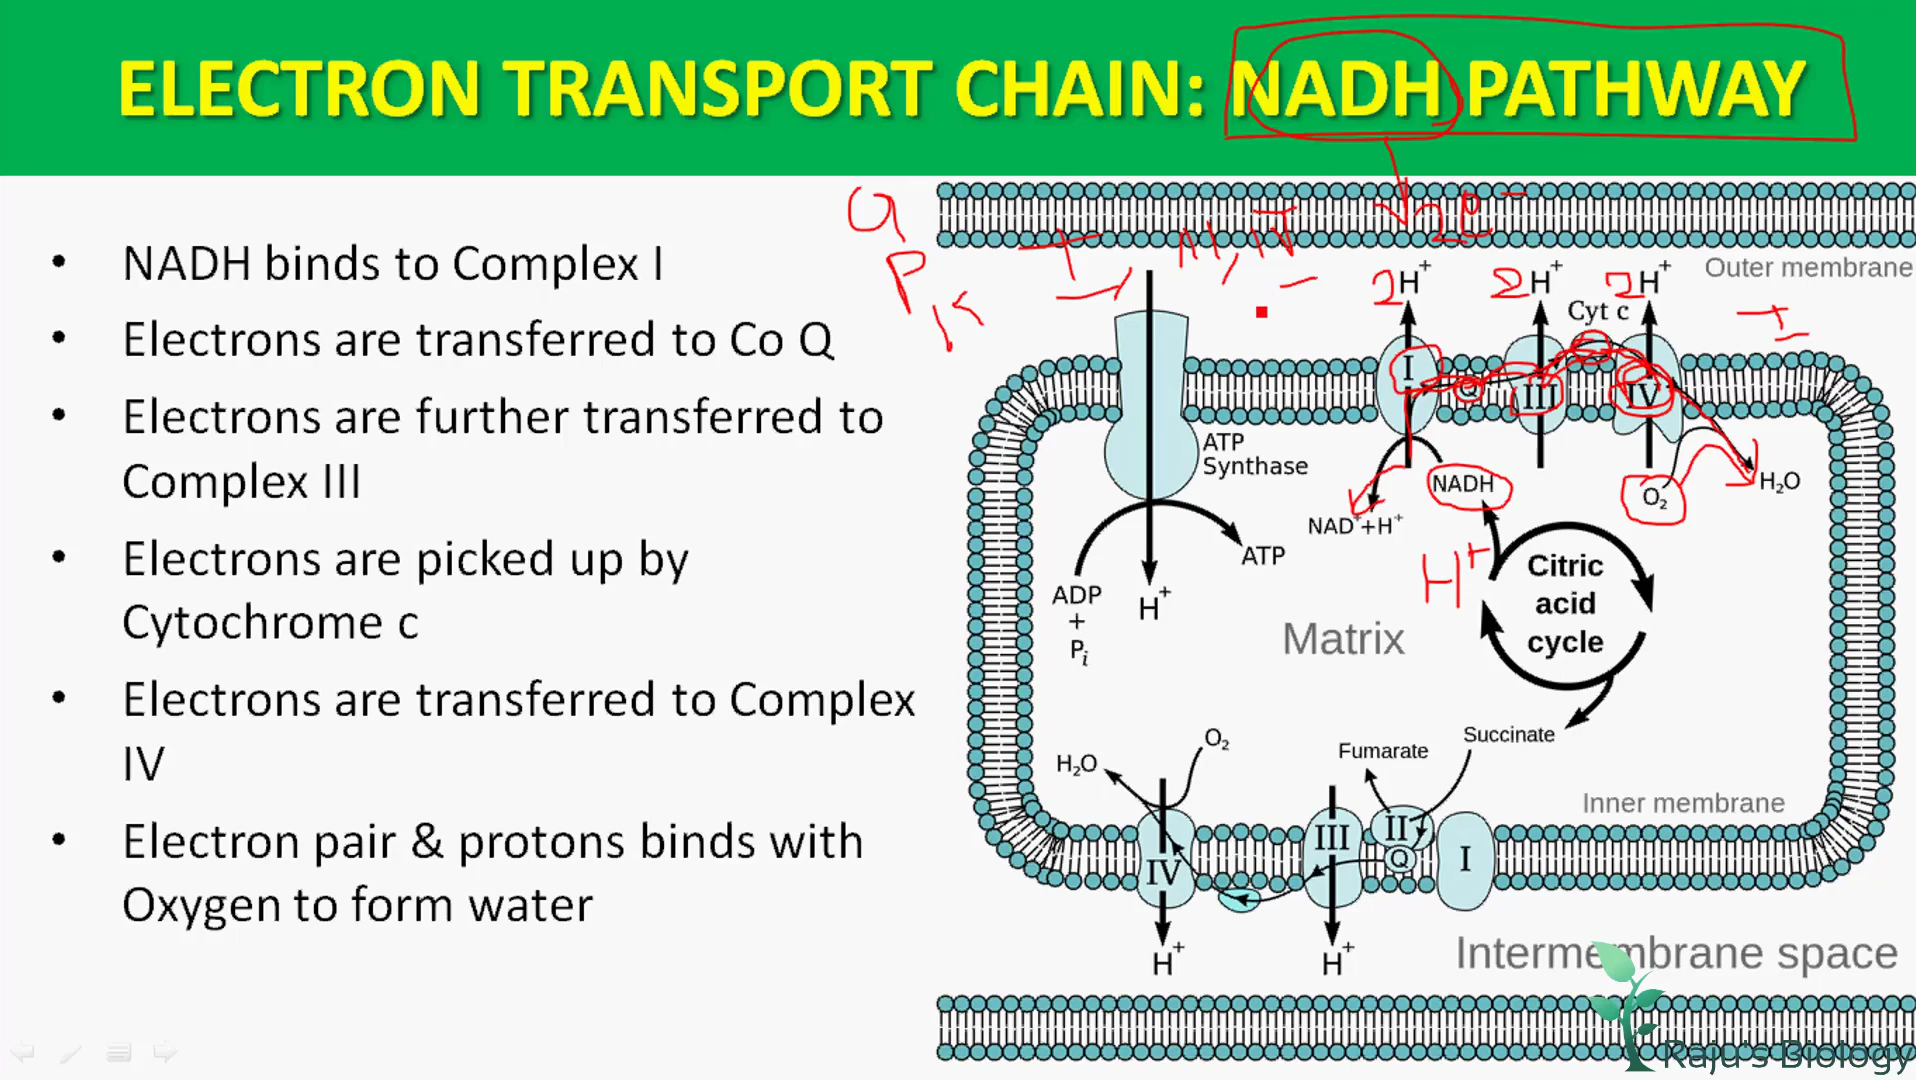 ELECTRON TRANSPORT CHAIN: NADH PATHWAY
• NADH binds to Complex I
• Electrons are transferred to Co Q
• Electrons are further transferred to
Complex III
• Electrons are picked up by
Cytochrome c
• Electrons are transferred to Complex
IV
• Electron pair & protons binds with
Oxygen to form water
2e-
Outer membrane
2H+
2H+
2H+
Cyt c
I
Q
III
IV
ATP
Synthase
NADH
NAD++H+
O2
H2O
ATP
ADP
+
Pi
H+
H+
Citric
acid
cycle
Matrix
Succinate
Fumarate
O2
H2O
Inner membrane
IV
III
II
Q
I
H+
H+
Intermembrane space
Raju's Biology